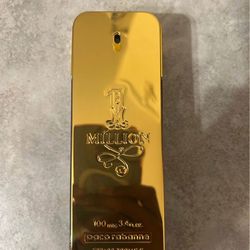 1
MILLION
100 ml ℮ 3.4 fl.oz.
paco rabanne